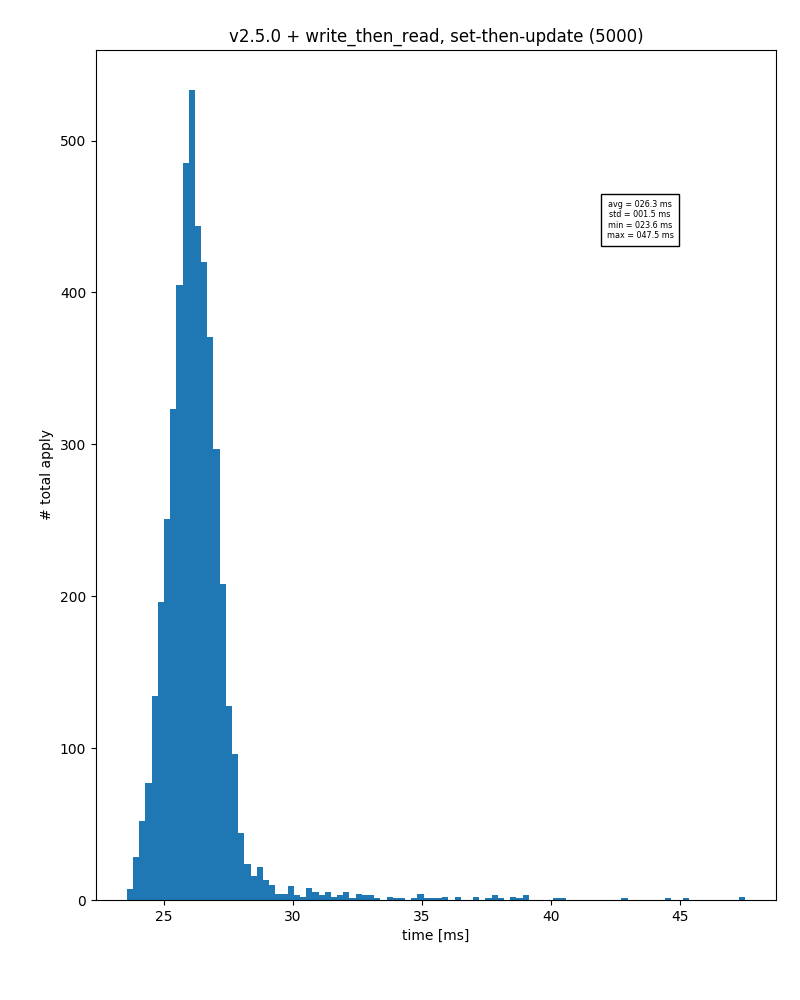 v2.5.0 + write_then_read, set-then-update (5000)
500
400
300
200
100
0
# total apply
avg = 026.3 ms
std = 001.5 ms
min = 023.6 ms
max = 047.5 ms
25 30 35 40 45
time [ms]